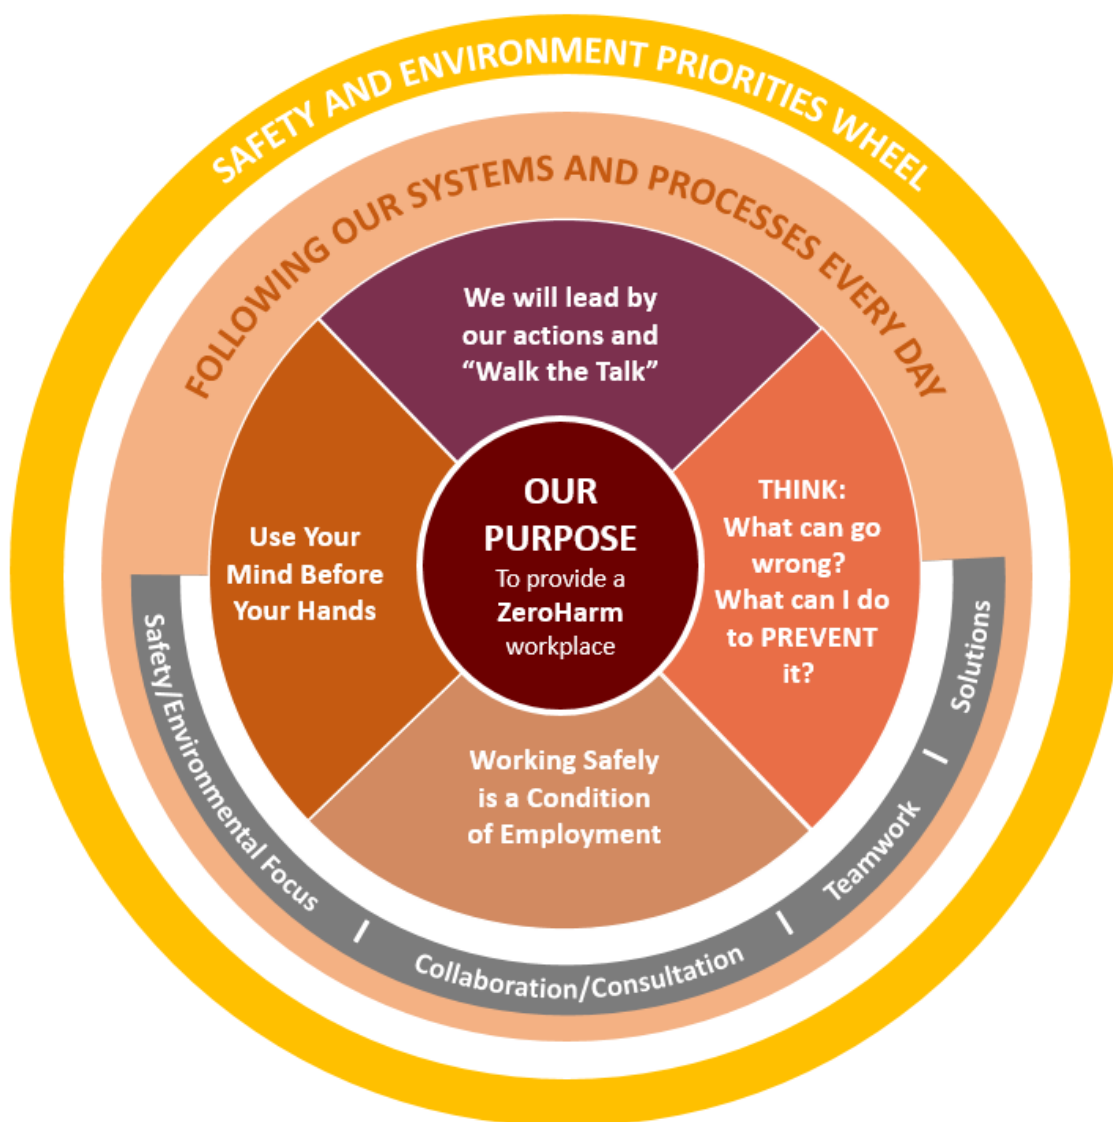 SAFETY AND ENVIRONMENT PRIORITIES WHEEL
FOLLOWING OUR SYSTEMS AND PROCESSES EVERY DAY
We will lead by
our actions and
“Walk the Talk”
Use Your
Mind Before
Your Hands
OUR
PURPOSE
To provide a
ZeroHarm
workplace
THINK:
What can go
wrong?
What can I do
to PREVENT
it?
Working Safely
is a Condition
of Employment
Safety/Environmental Focus | Collaboration/Consultation | Teamwork | Solutions